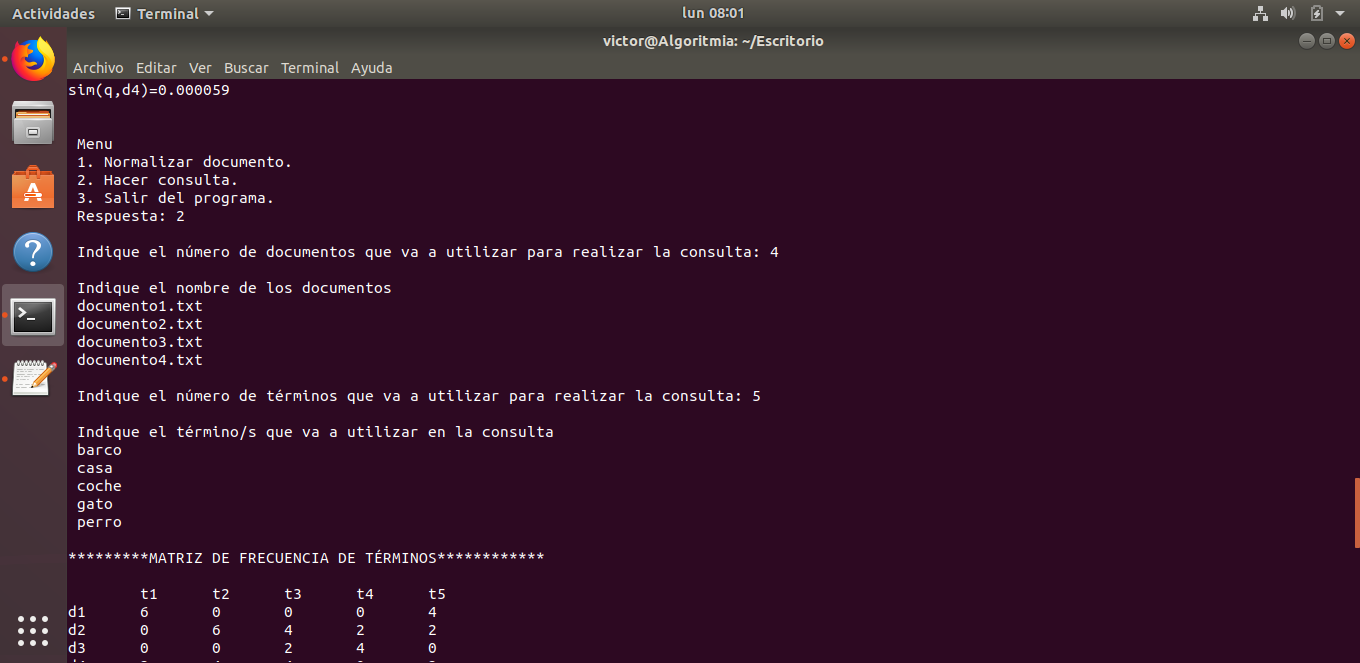 Actividades Terminal lun 08:01
victor@Algoritmia: ~/Escritorio
Archivo Editar Ver Buscar Terminal Ayuda
sim(q,d4)=0.000059
Menu
1. Normalizar documento.
2. Hacer consulta.
3. Salir del programa.
Respuesta: 2
Indique el número de documentos que va a utilizar para realizar la consulta: 4
Indique el nombre de los documentos
documento1.txt
documento2.txt
documento3.txt
documento4.txt
Indique el número de términos que va a utilizar para realizar la consulta: 5
Indique el término/s que va a utilizar en la consulta
barco
casa
coche
gato
perro
*********MATRIZ DE FRECUENCIA DE TÉRMINOS************
t1 t2 t3 t4 t5
d1 6 0 0 0 4
d2 0 6 4 2 2
d3 0 0 2 4 0